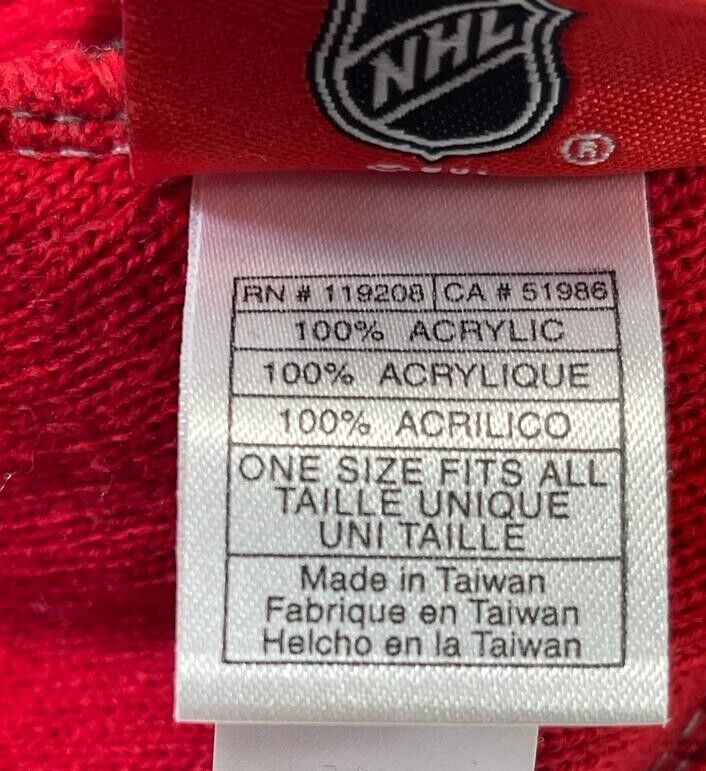 NHL
®
RN # 119208 CA # 51986
100% ACRYLIC
100% ACRYLIQUE
100% ACRILICO
ONE SIZE FITS ALL
TAILLE UNIQUE
UNI TAILLE
Made in Taiwan
Fabrique en Taiwan
Helcho en la Taiwan